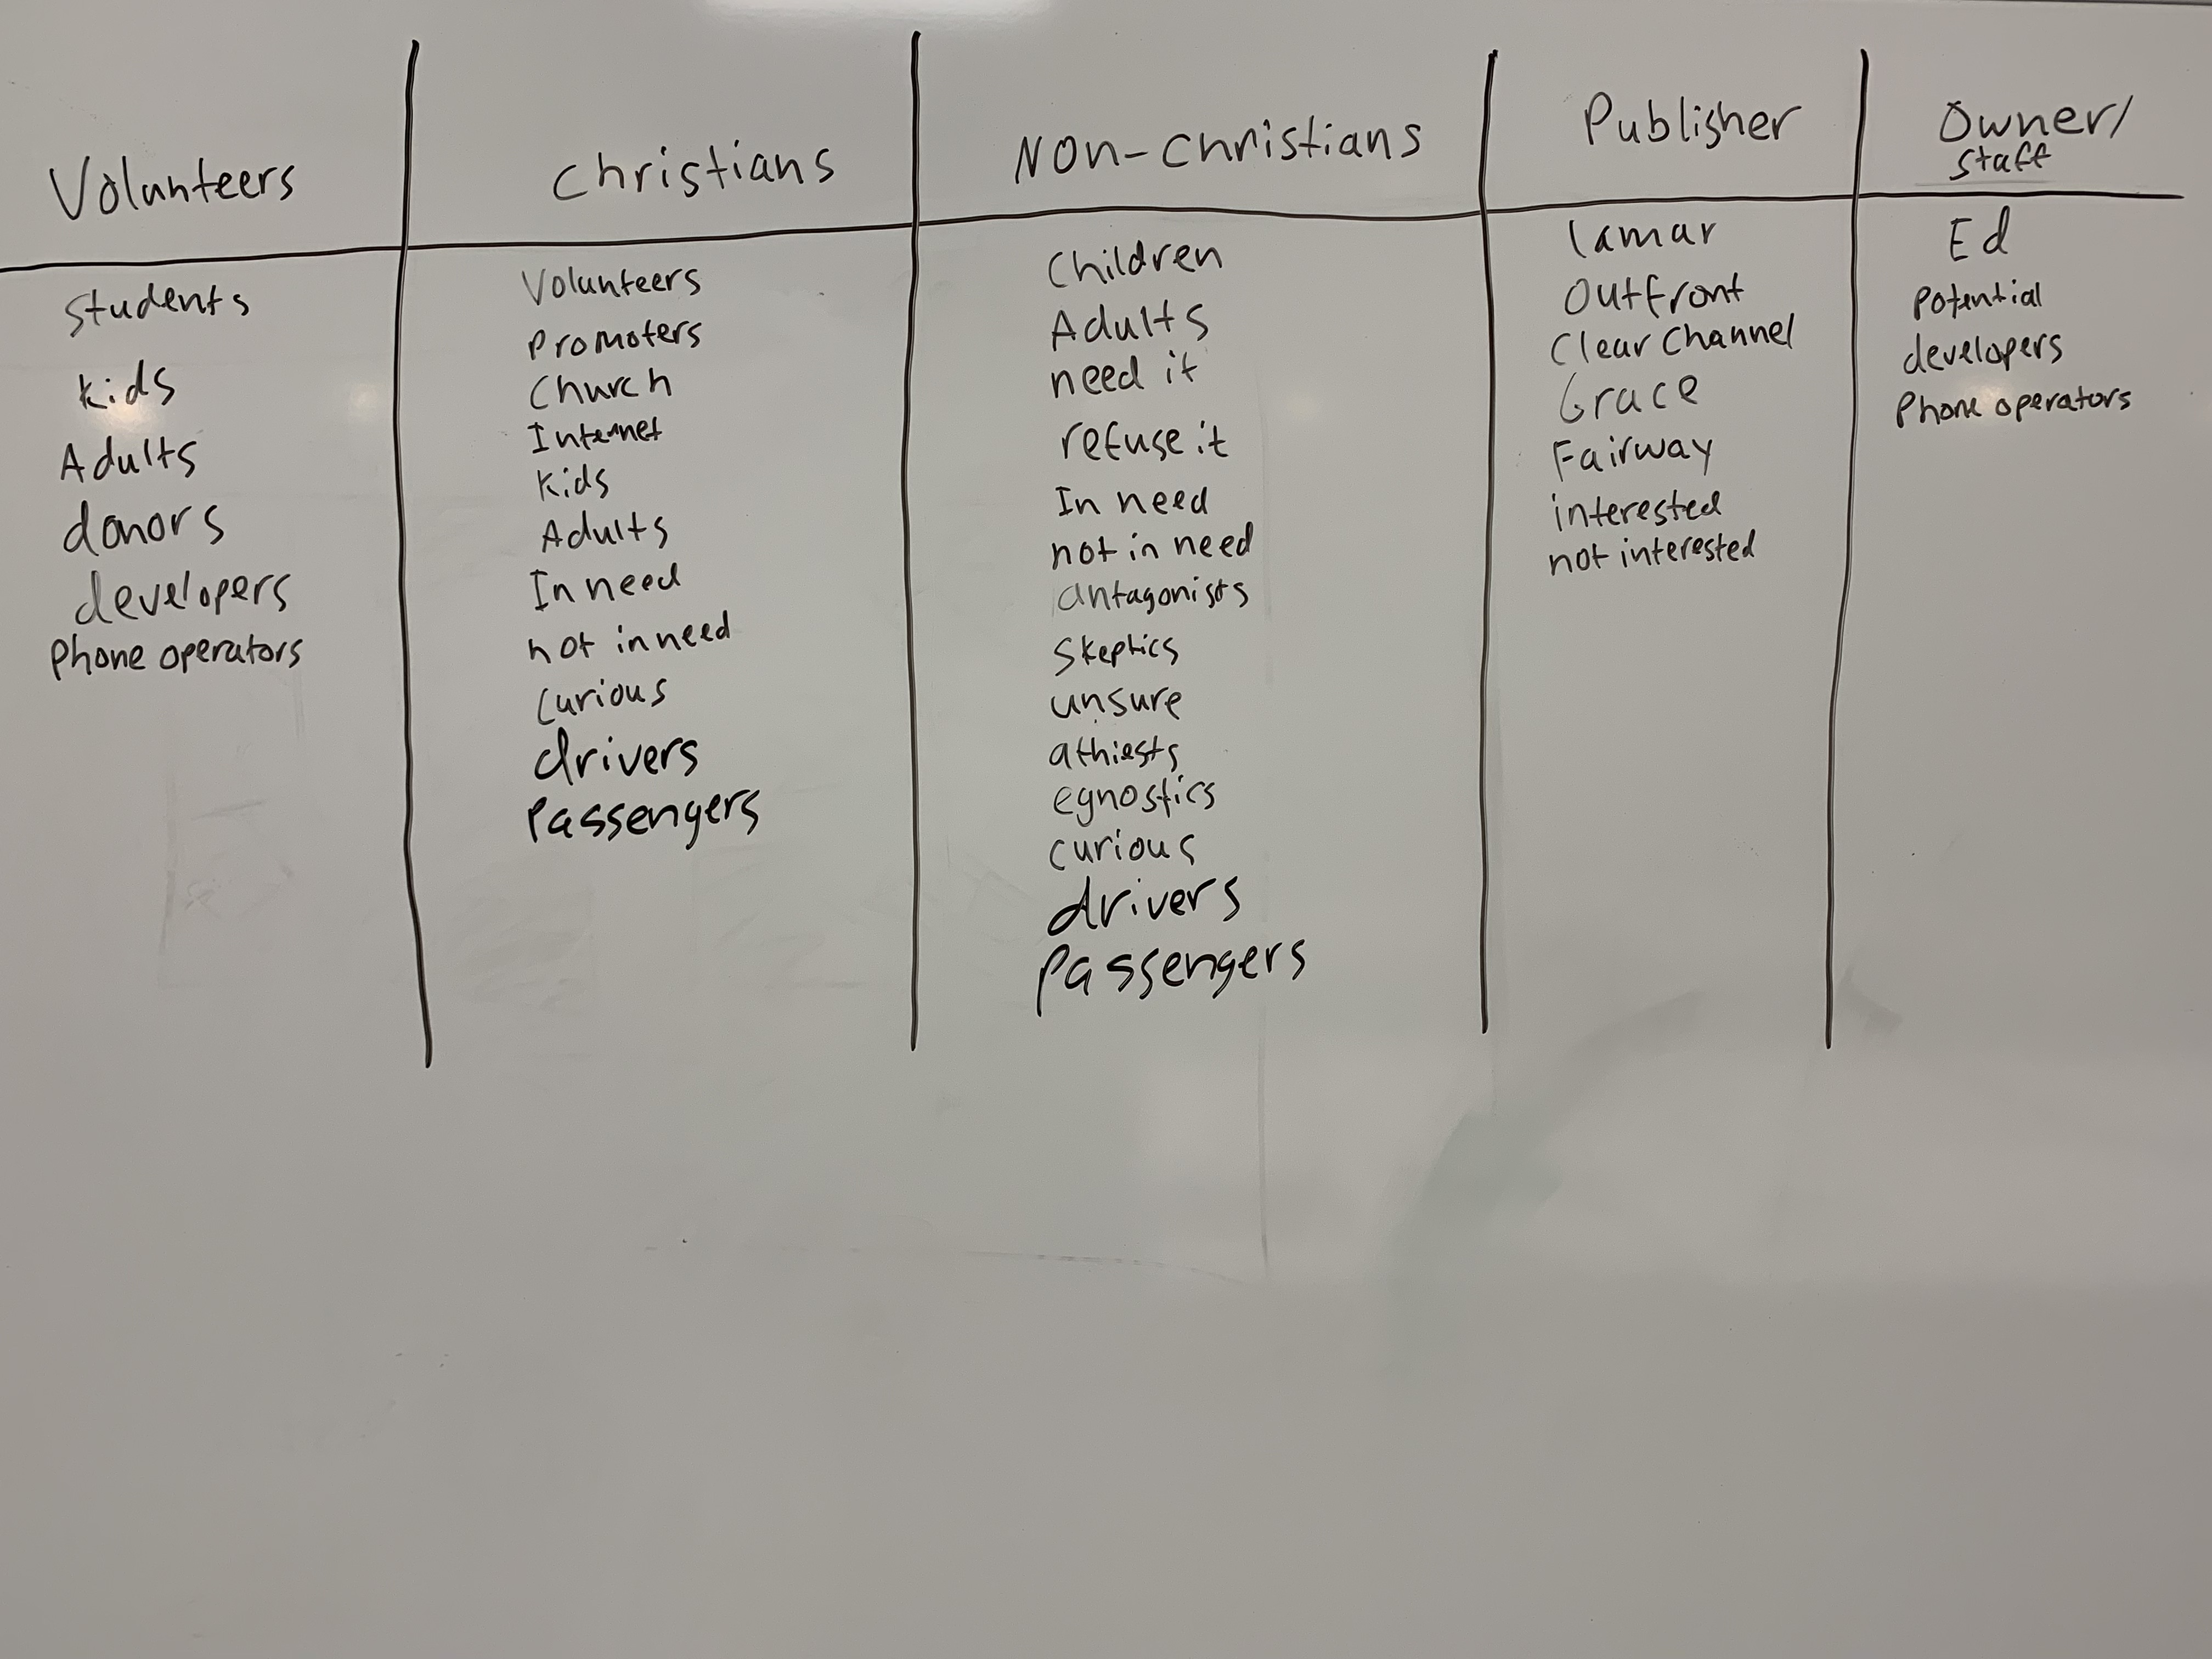 Volunteers
students
kids
Adults
donors
developers
Phone operators
Christians
Volunteers
Promoters
Church
Internet
Kids
Adults
In need
not in need
Curious
drivers
Passengers
Non-Christians
Children
Adults
need it
refuse it
In need
not in need
antagonists
Skeptics
unsure
athiests
egnostics
curious
drivers
Passengers
Publisher
lamar
Outfront
Clear Channel
Grace
Fairway
interested
not interested
Owner/
Staff
Ed
Potential
developers
Phone operators